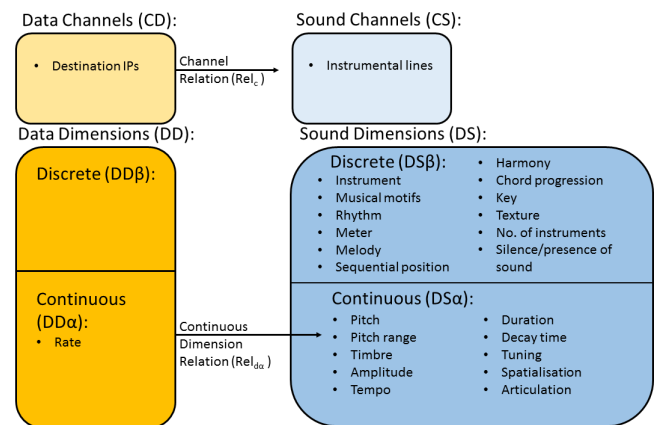 Data Channels (CD):
Sound Channels (CS):
• Destination IPs
Channel
Relation (Rel_c)
• Instrumental lines
Data Dimensions (DD):
Sound Dimensions (DS):
Discrete (DDβ):
Discrete (DSβ):
• Instrument
• Musical motifs
• Rhythm
• Meter
• Melody
• Sequential position
• Harmony
• Chord progression
• Key
• Texture
• No. of instruments
• Silence/presence of
sound
Continuous
(DDα):
• Rate
Continuous
Dimension
Relation (Rel_dα)
Continuous (DSα):
• Pitch
• Pitch range
• Timbre
• Amplitude
• Tempo
• Duration
• Decay time
• Tuning
• Spatialisation
• Articulation